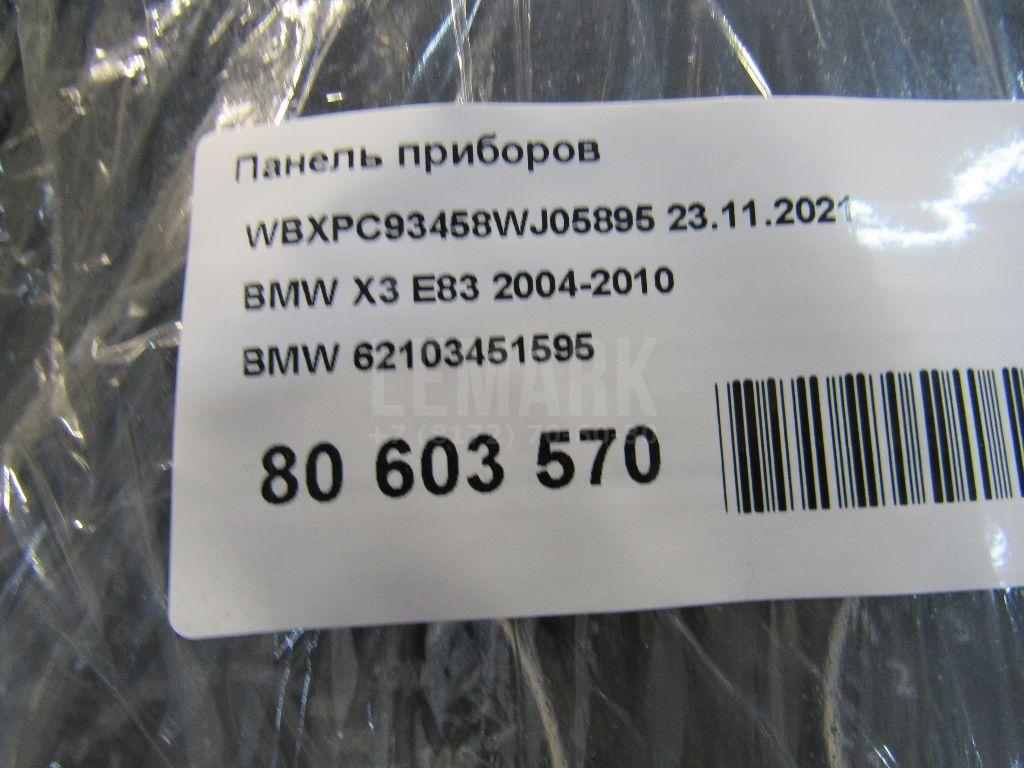 Панель приборов
WBXPC93458WJ05895 23.11.2021
BMW X3 E83 2004-2010
BMW 62103451595
LEMARK
80 603 570